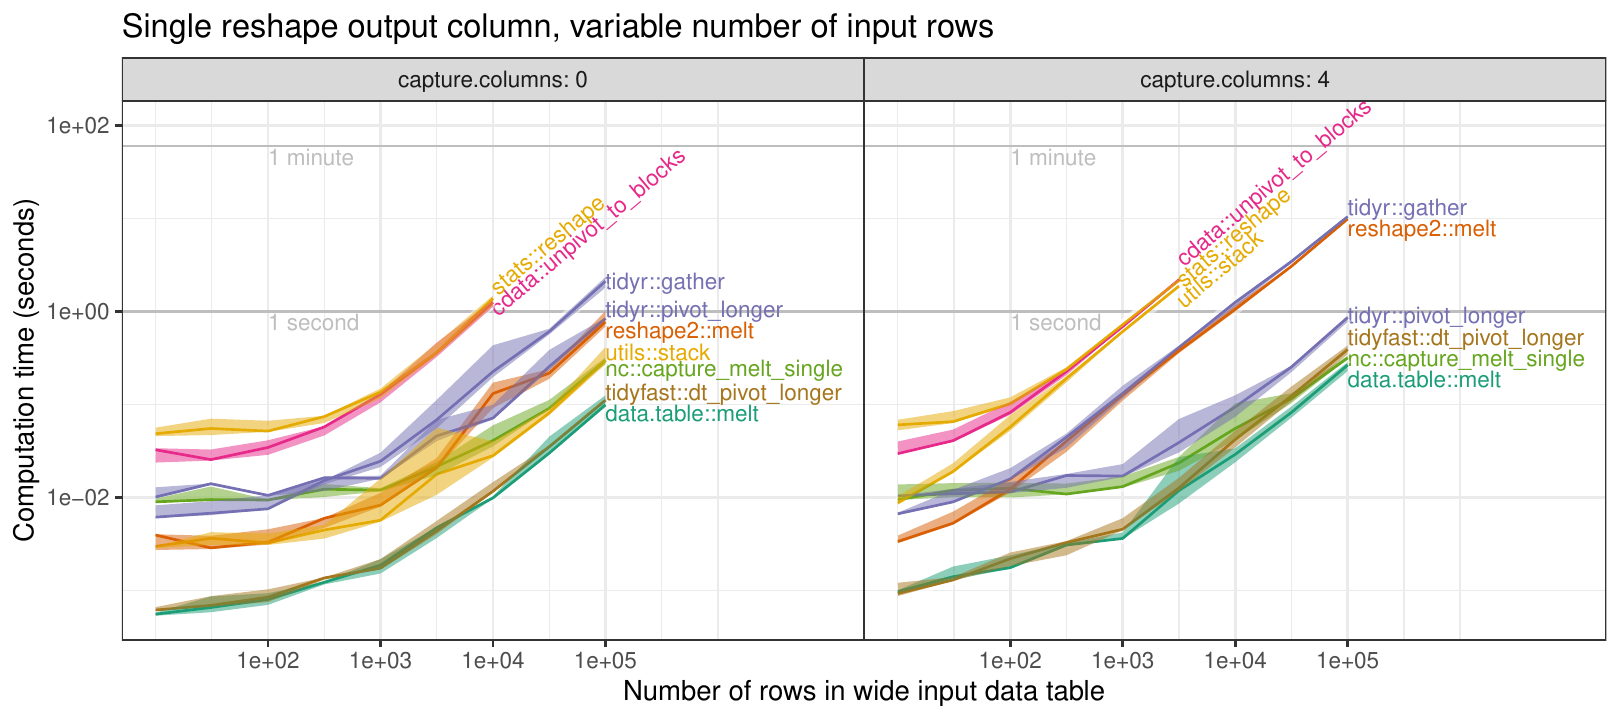 Single reshape output column, variable number of input rows
capture.columns: 0
capture.columns: 4
Computation time (seconds)
1e+02
1e+00
1e−02
1 minute
1 second
stats::reshape
cdata::unpivot_to_blocks
tidyr::gather
tidyr::pivot_longer
reshape2::melt
utils::stack
nc::capture_melt_single
tidyfast::dt_pivot_longer
data.table::melt
1 minute
1 second
cdata::unpivot_to_blocks
stats::reshape
utils::stack
tidyr::gather
reshape2::melt
tidyr::pivot_longer
tidyfast::dt_pivot_longer
nc::capture_melt_single
data.table::melt
1e+02 1e+03 1e+04 1e+05
1e+02 1e+03 1e+04 1e+05
Number of rows in wide input data table